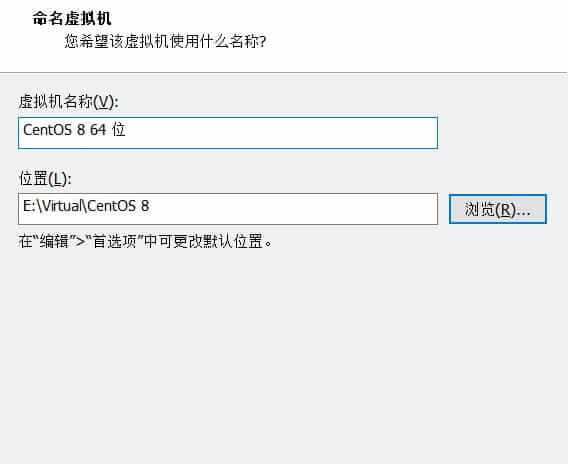 命名虚拟机
您希望该虚拟机使用什么名称?
虚拟机名称(V):
CentOS 8 64 位
位置(L):
E:\Virtual\CentOS 8
浏览(R)...
在“编辑”>“首选项”中可更改默认位置。